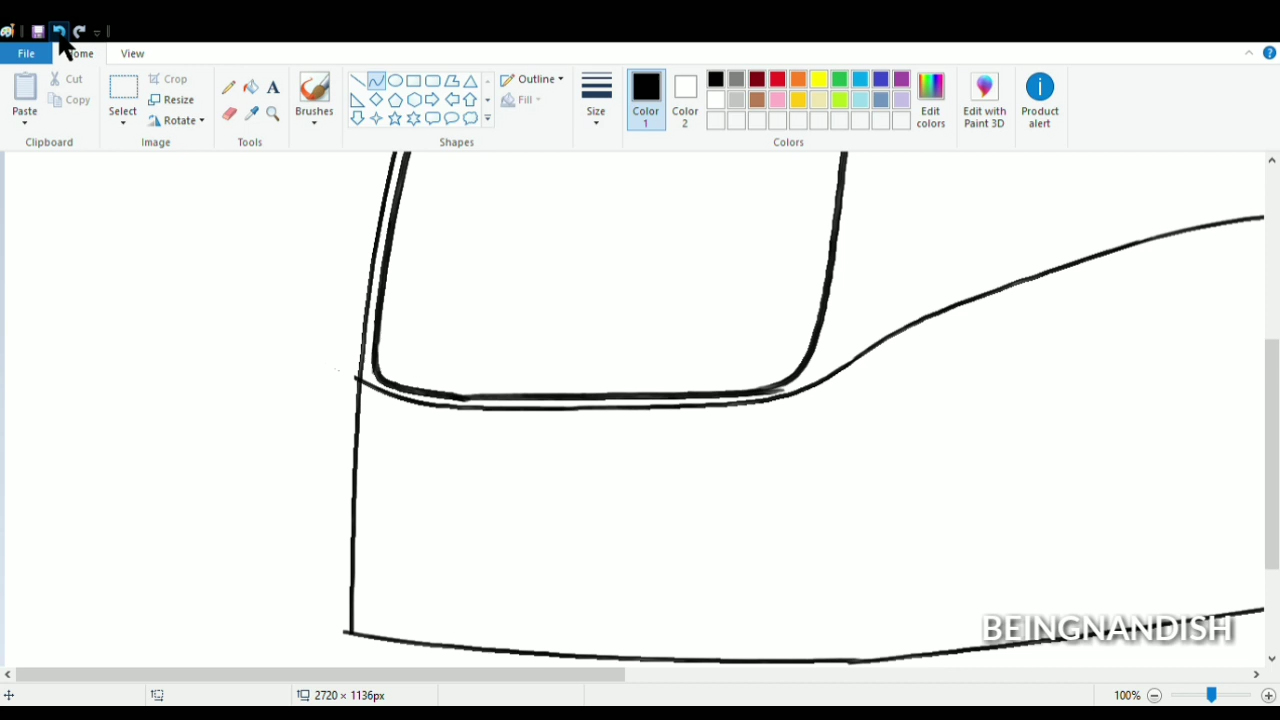 File Home View
Paste Cut Copy Select Crop Resize Rotate Brushes Outline Fill Size Color 1 Color 2 Edit colors Edit with Paint 3D Product alert
Clipboard Image Tools Shapes Colors
BEINGNANDISH
2720 × 1136px 100%